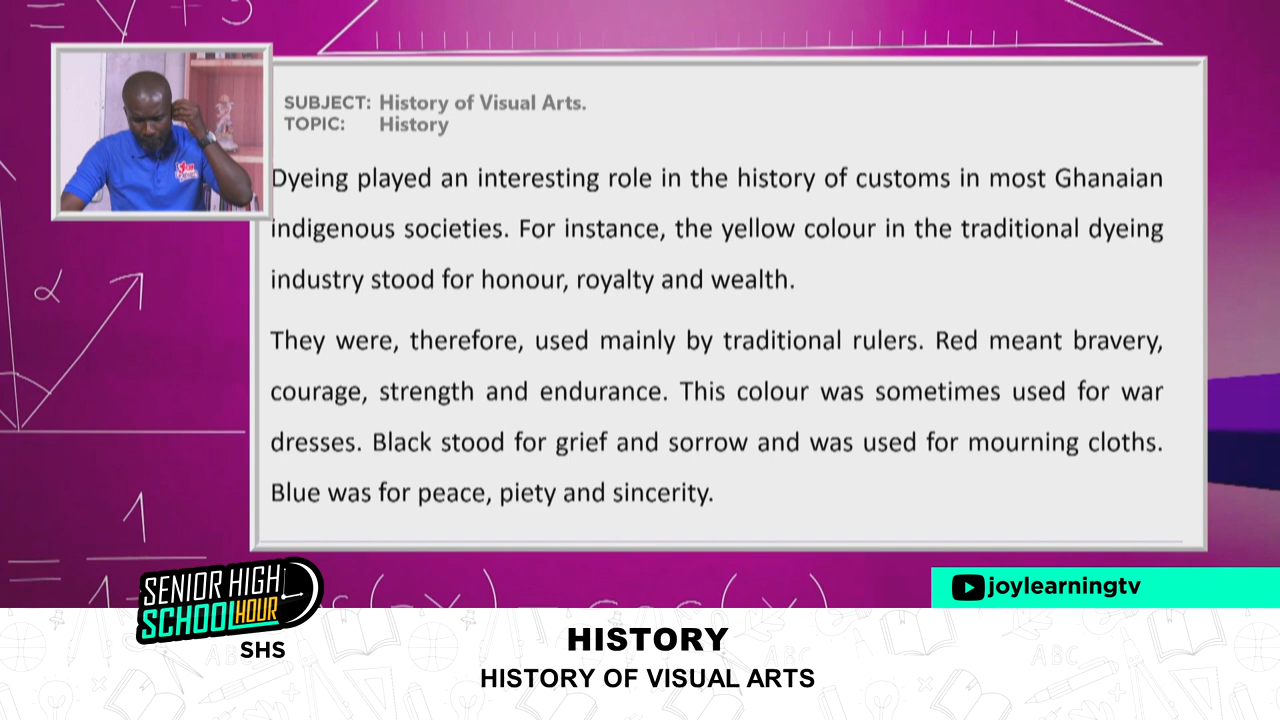 SUBJECT: History of Visual Arts.
TOPIC: History
Dyeing played an interesting role in the history of customs in most Ghanaian
indigenous societies. For instance, the yellow colour in the traditional dyeing
industry stood for honour, royalty and wealth.
They were, therefore, used mainly by traditional rulers. Red meant bravery,
courage, strength and endurance. This colour was sometimes used for war
dresses. Black stood for grief and sorrow and was used for mourning cloths.
Blue was for peace, piety and sincerity.
joylearningtv
SENIOR HIGH
SCHOOL HOUR
SHS
HISTORY
HISTORY OF VISUAL ARTS
ABC
ABC